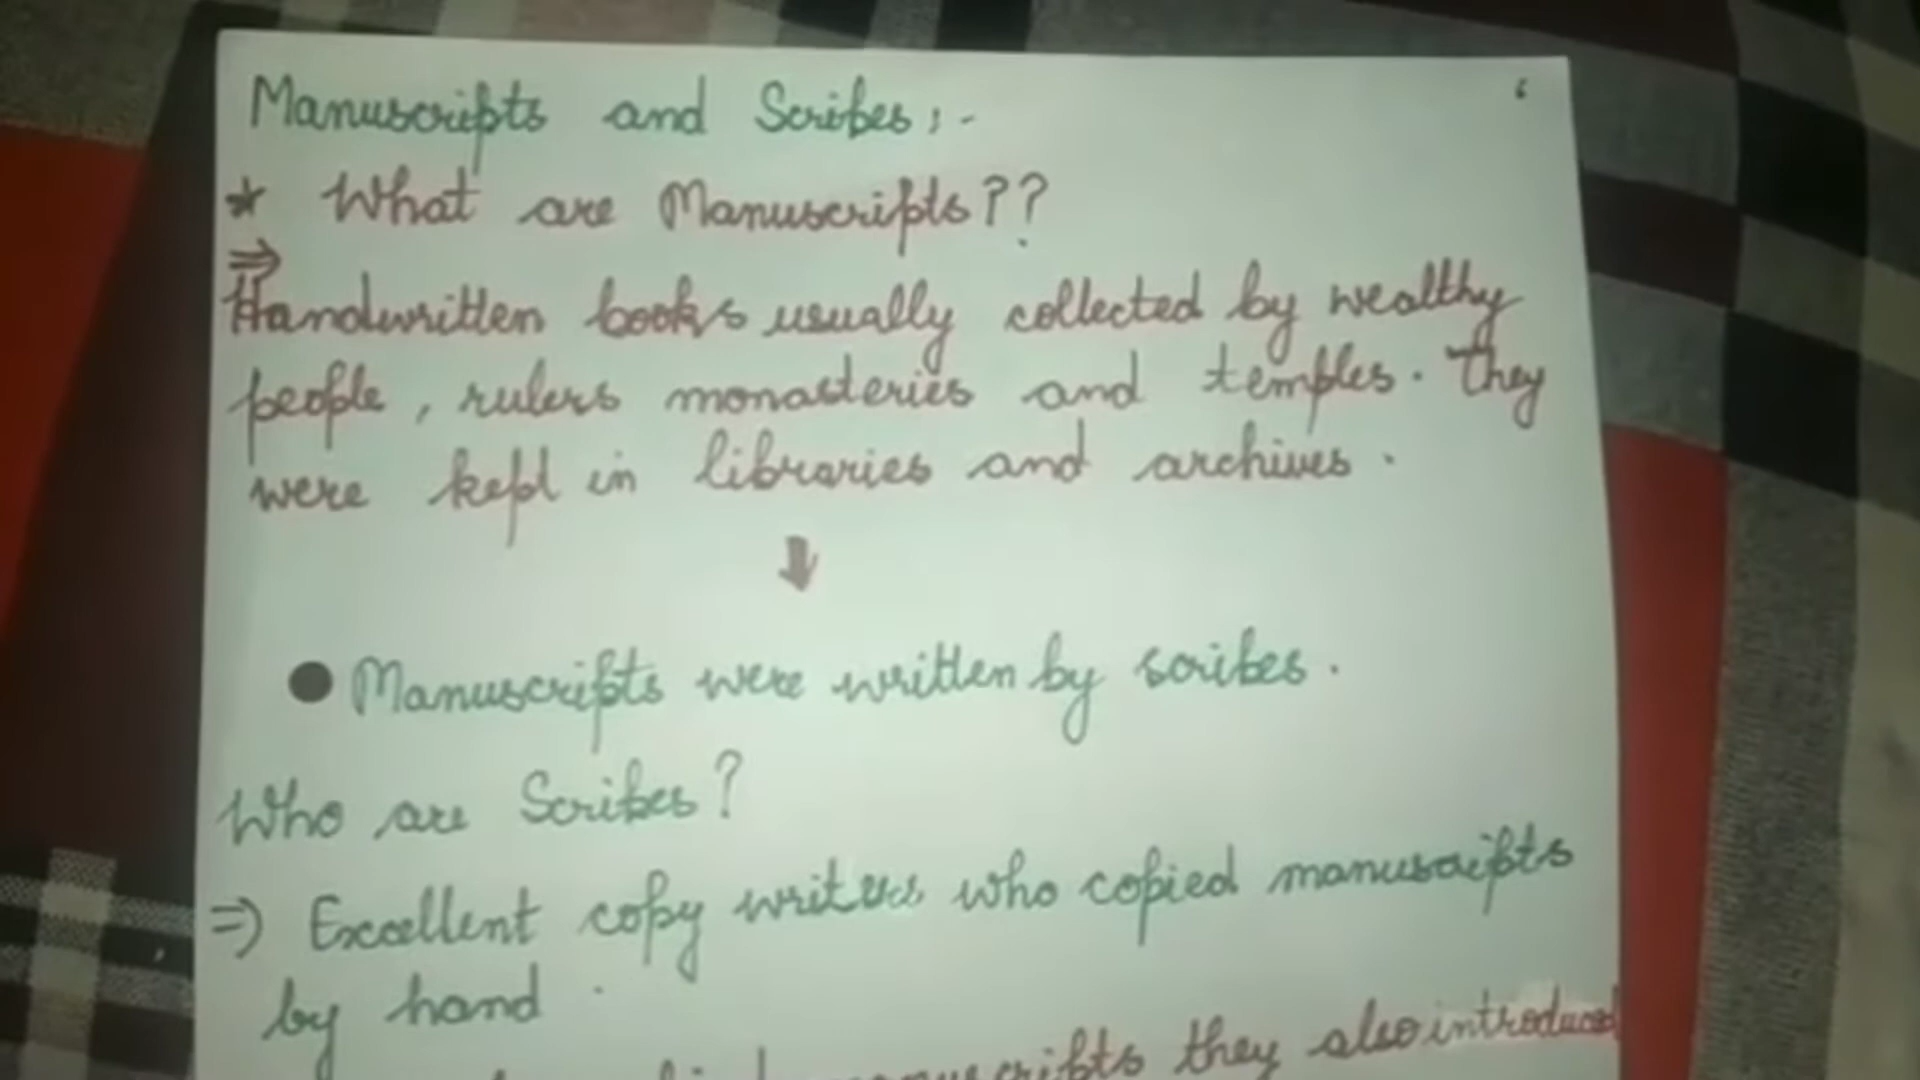 Manuscripts and Scribes:-
* What are Manuscripts??
⇒
Handwritten books usually collected by wealthy
people, rulers monasteries and temples. They
were kept in libraries and archives.
↓
● Manuscripts were written by scribes.
Who are Scribes?
⇒ Excellent copy writers who copied manuscripts
by hand.
manuscripts they also introduced